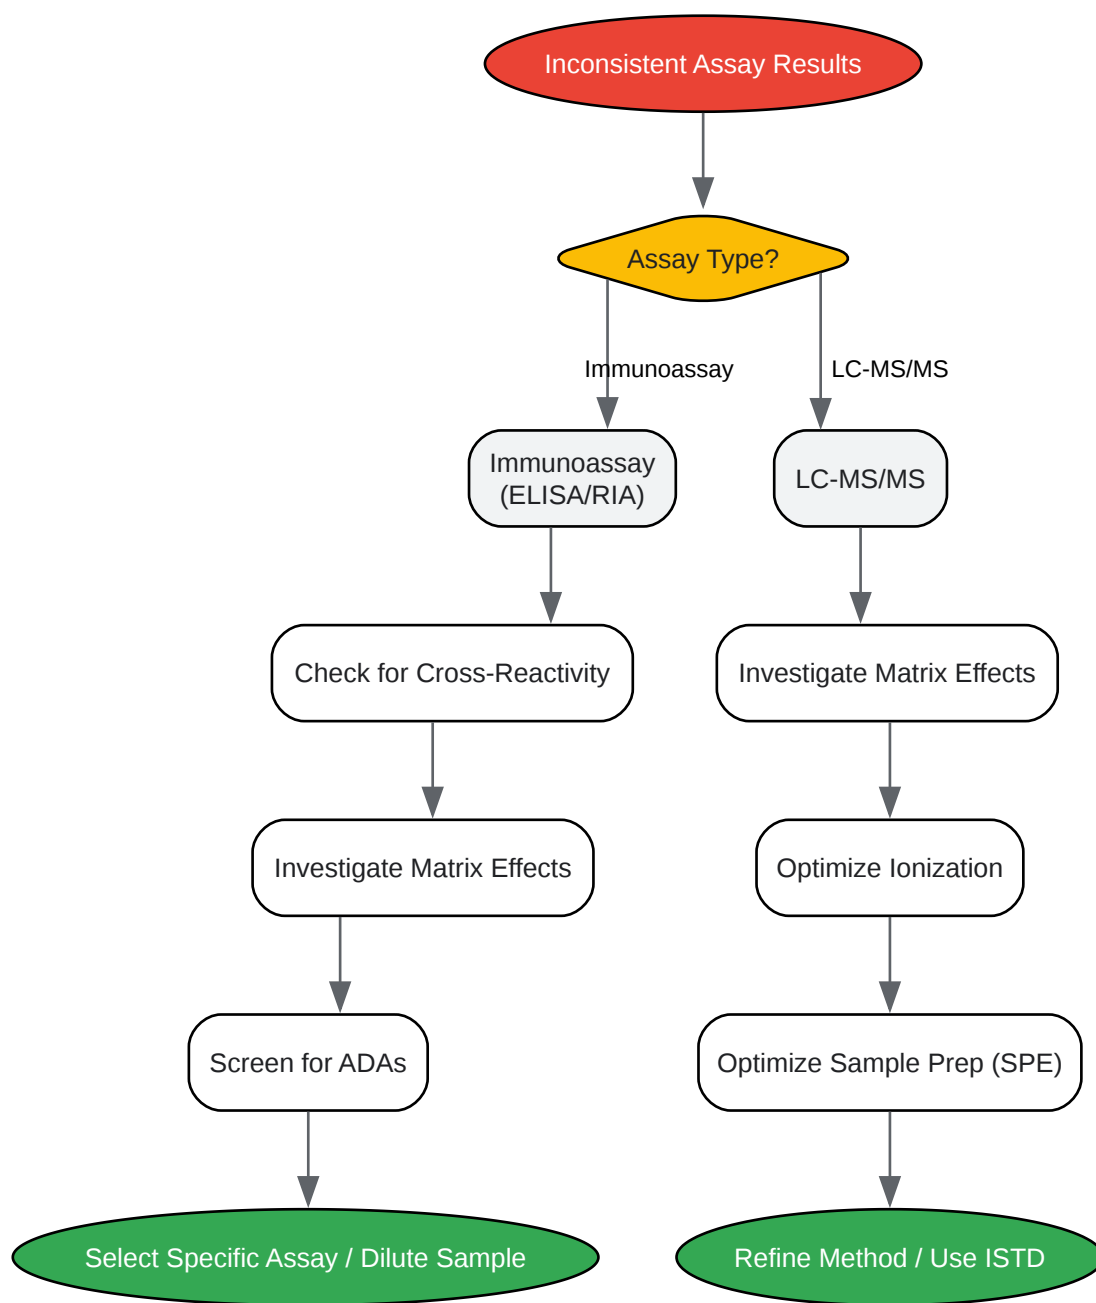 Inconsistent Assay Results
Assay Type?
Immunoassay
LC-MS/MS
Immunoassay
(ELISA/RIA)
LC-MS/MS
Check for Cross-Reactivity
Investigate Matrix Effects
Investigate Matrix Effects
Optimize Ionization
Screen for ADAs
Optimize Sample Prep (SPE)
Select Specific Assay / Dilute Sample
Refine Method / Use ISTD